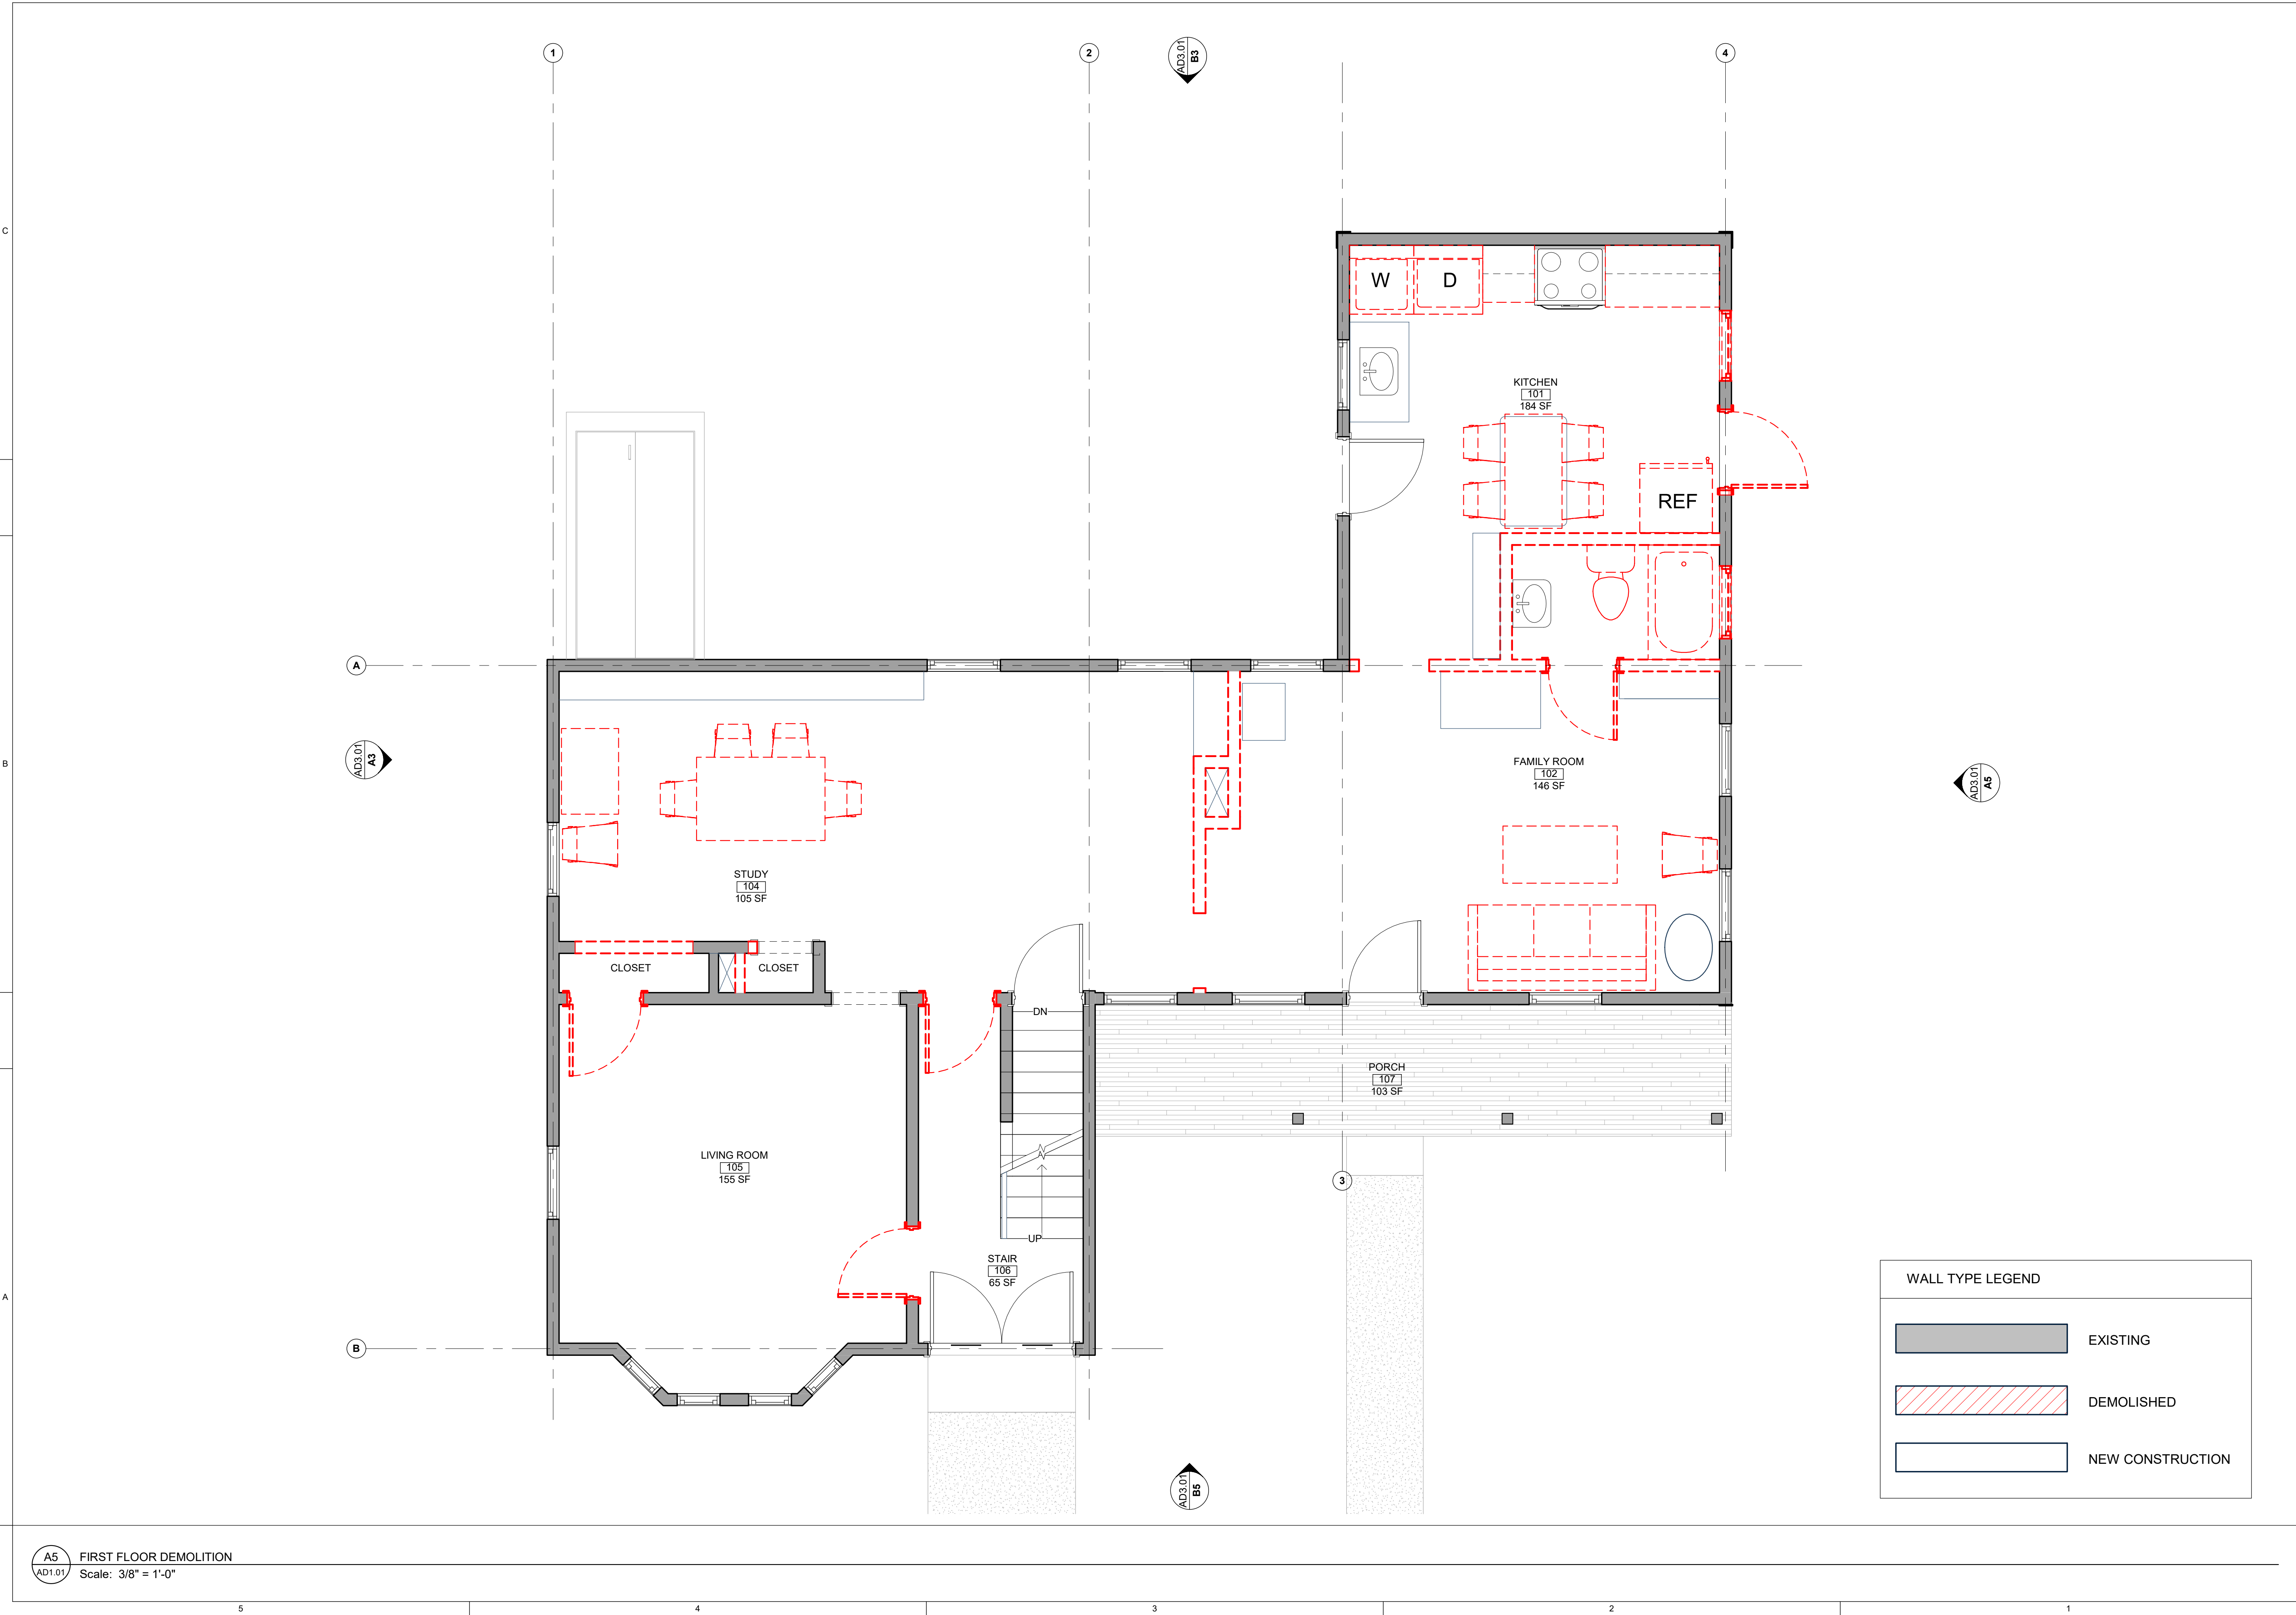 1
2
AD3.01
B3
4
C
W
D
KITCHEN
101
184 SF
REF
A
B
AD3.01
A3
FAMILY ROOM
102
146 SF
AD3.01
A5
STUDY
104
105 SF
CLOSET
CLOSET
DN
PORCH
107
103 SF
LIVING ROOM
105
155 SF
3
UP
STAIR
106
65 SF
A
B
WALL TYPE LEGEND
EXISTING
DEMOLISHED
NEW CONSTRUCTION
AD3.01
B5
A5
AD1.01
FIRST FLOOR DEMOLITION
Scale: 3/8" = 1'-0"
5
4
3
2
1